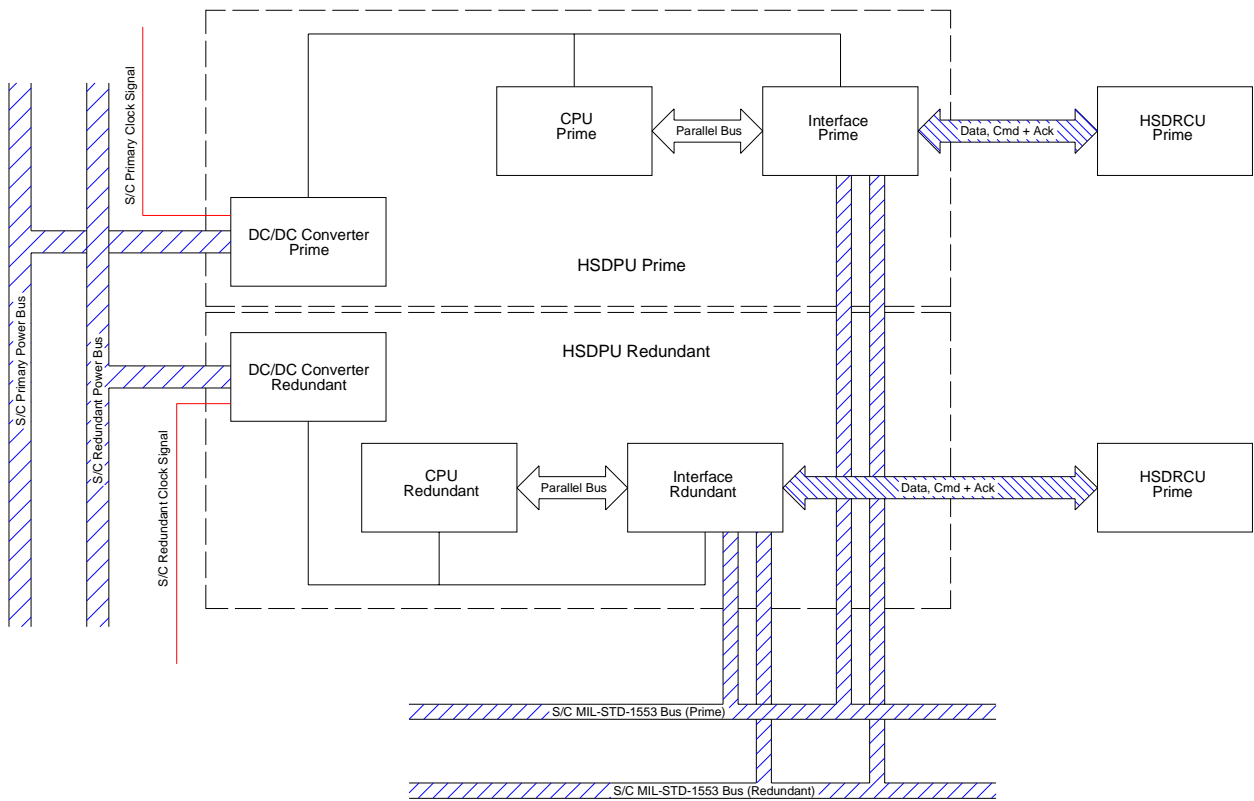 S/C Primary Clock Signal
CPU
Prime
Parallel Bus
Interface
Prime
Data, Cmd + Ack
HSDRCU
Prime
DC/DC Converter
Prime
HSDPU Prime
S/C Primary Power Bus
S/C Redundant Power Bus
DC/DC Converter
Redundant
HSDPU Redundant
S/C Redundant Clock Signal
CPU
Redundant
Parallel Bus
Interface
Rdundant
Data, Cmd + Ack
HSDRCU
Prime
S/C MIL-STD-1553 Bus (Prime)
S/C MIL-STD-1553 Bus (Redundant)